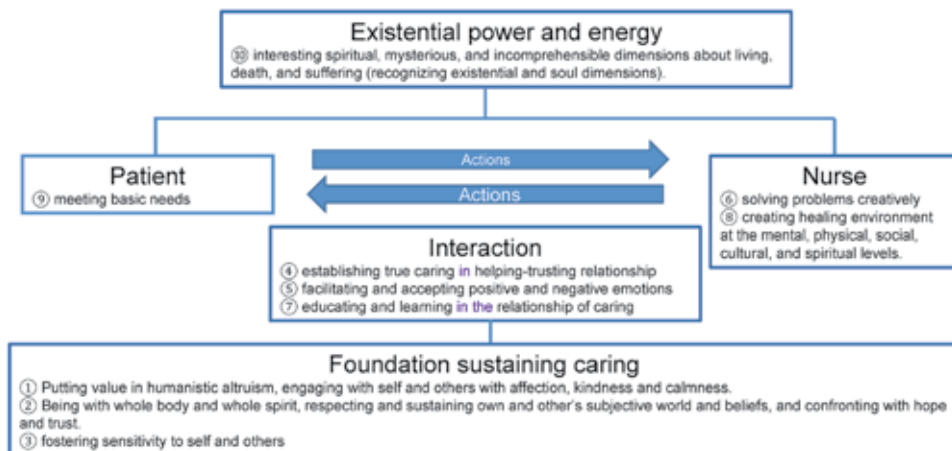 Existential power and energy
⑩ interesting spiritual, mysterious, and incomprehensible dimensions about living,
death, and suffering (recognizing existential and soul dimensions).
Actions
Actions
Patient
⑨ meeting basic needs
Nurse
⑥ solving problems creatively
⑧ creating healing environment
at the mental, physical, social,
cultural, and spiritual levels.
Interaction
④ establishing true caring in helping-trusting relationship
⑤ facilitating and accepting positive and negative emotions
⑦ educating and learning in the relationship of caring
Foundation sustaining caring
① Putting value in humanistic altruism, engaging with self and others with affection, kindness and calmness.
② Being with whole body and whole spirit, respecting and sustaining own and other's subjective world and beliefs, and confronting with hope
and trust.
③ fostering sensitivity to self and others